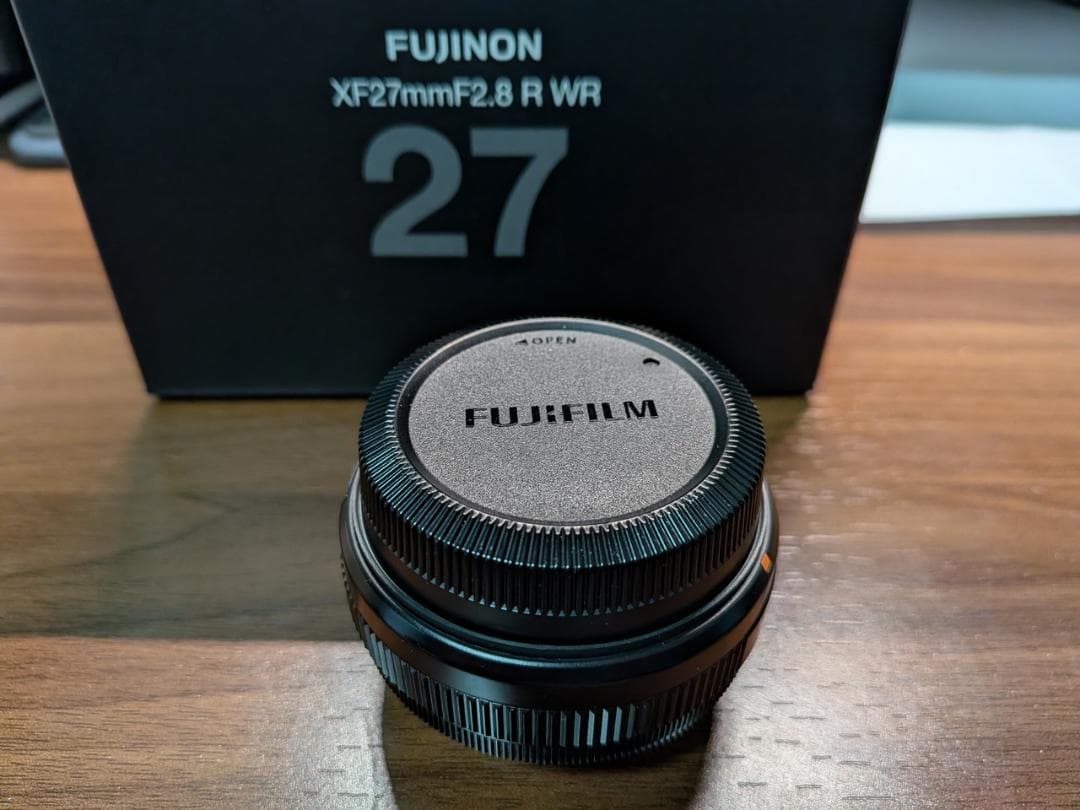 FUJINON
XF27mmF2.8 R WR
27
◄OPEN
FUJIFILM